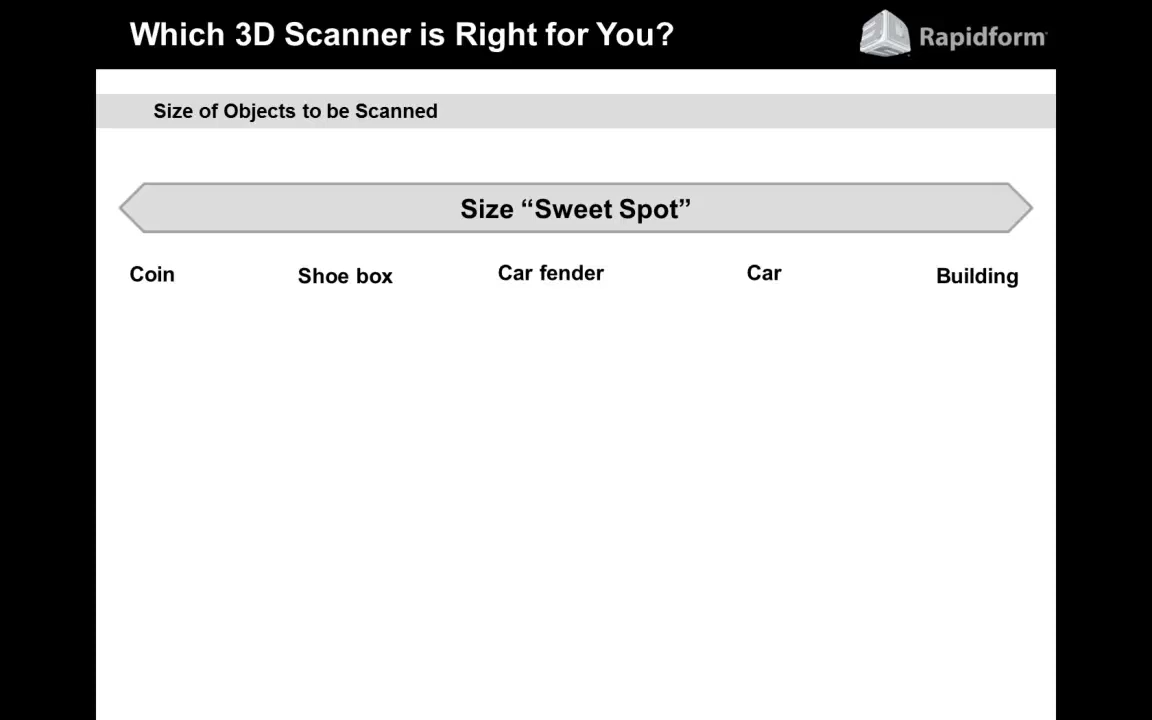 Which 3D Scanner is Right for You?
Rapidform
Size of Objects to be Scanned
Size “Sweet Spot”
Coin Shoe box Car fender Car Building